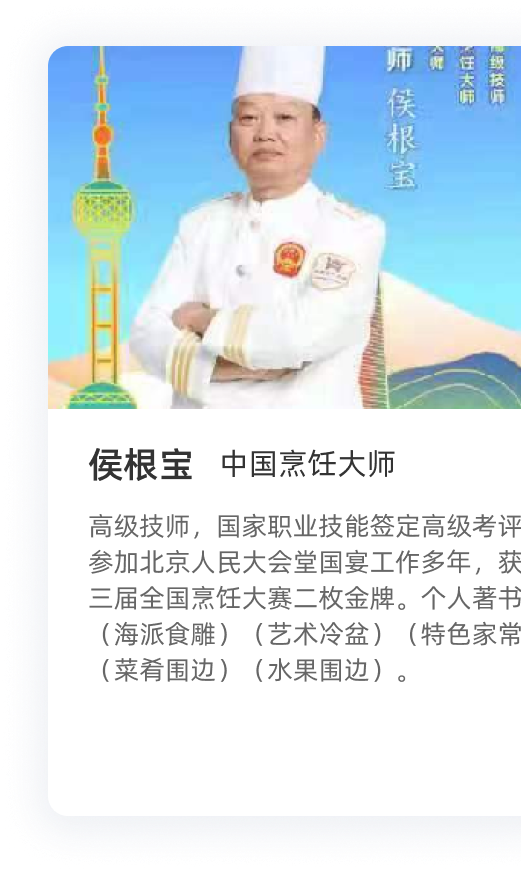 师 侯根宝
大师
烹饪大师
高级技师
侯根宝 中国烹饪大师
高级技师，国家职业技能签定高级考评
参加北京人民大会堂国宴工作多年，获
三届全国烹饪大赛二枚金牌。个人著书
（海派食雕）（艺术冷盆）（特色家常
（菜肴围边）（水果围边）。